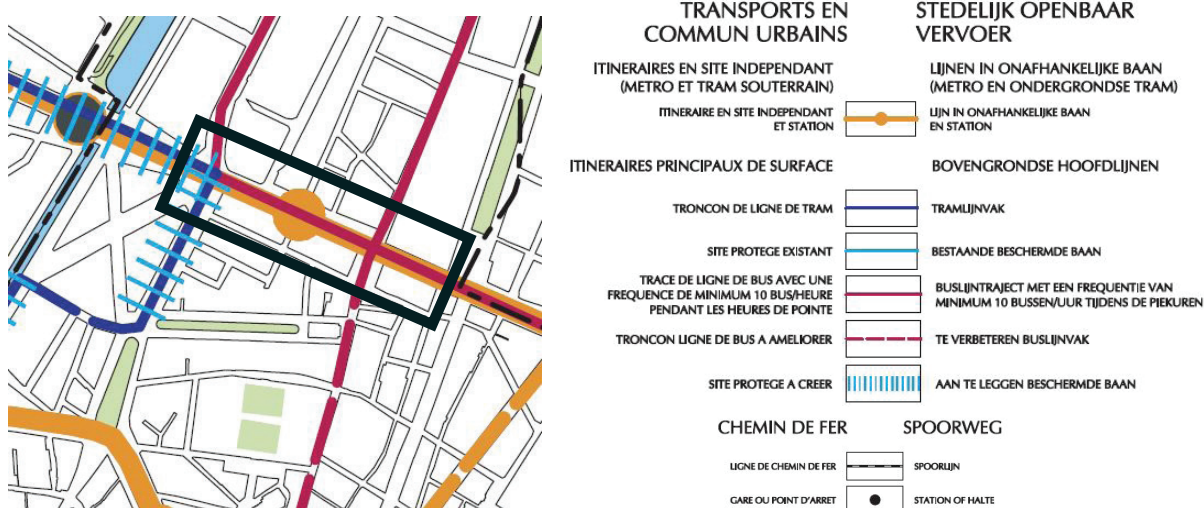 TRANSPORTS EN
COMMUN URBAINS
STEDELIJK OPENBAAR
VERVOER
ITINERAIRES EN SITE INDEPENDANT
(METRO ET TRAM SOUTERRAIN)
LIJNEN IN ONAFHANKELIJKE BAAN
(METRO EN ONDERGRONDSE TRAM)
ITINERAIRE EN SITE INDEPENDANT
ET STATION
LIJN IN ONAFHANKELIJKE BAAN
EN STATION
ITINERAIRES PRINCIPAUX DE SURFACE
BOVENGRONDSE HOOFDLIJNEN
TRONCON DE LIGNE DE TRAM
TRAMLIJNVAK
SITE PROTEGE EXISTANT
BESTAANDE BESCHERMDE BAAN
TRACE DE LIGNE DE BUS AVEC UNE
FREQUENCE DE MINIMUM 10 BUS/HEURE
PENDANT LES HEURES DE POINTE
BUSLIJNTRAJECT MET EEN FREQUENTIE VAN
MINIMUM 10 BUSSEN/UUR TIJDENS DE PIEKUREN
TRONCON LIGNE DE BUS A AMELIORER
TE VERBETEREN BUSLIJNVAK
SITE PROTEGE A CREER
AAN TE LEGGEN BESCHERMDE BAAN
CHEMIN DE FER
SPOORWEG
LIGNE DE CHEMIN DE FER
SPOORLIJN
GARE OU POINT D'ARRET
STATION OF HALTE